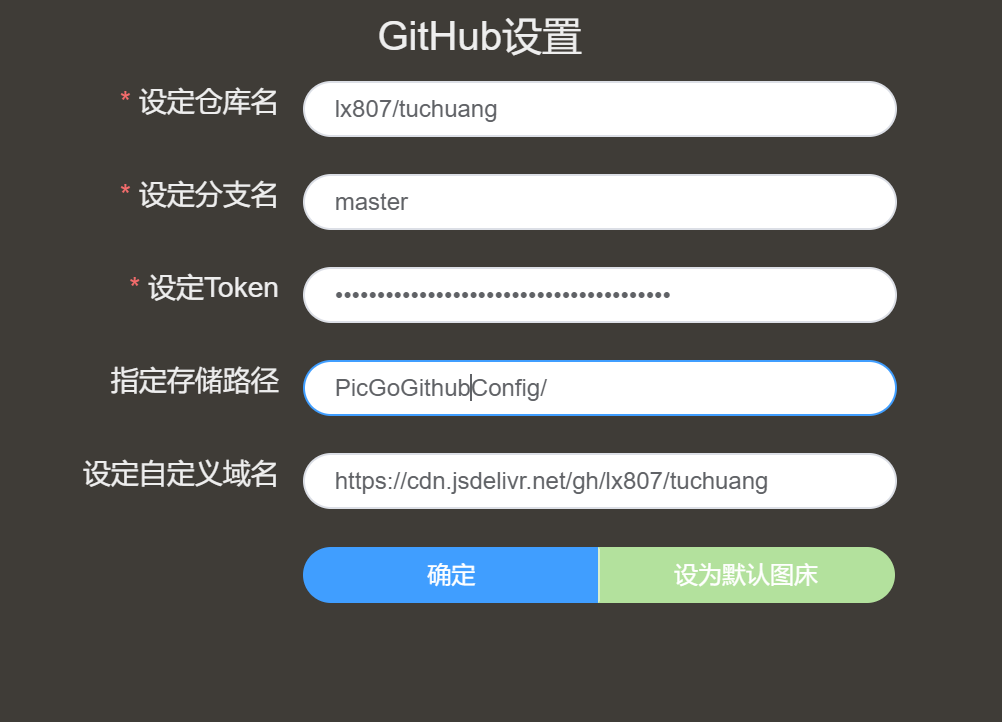 GitHub设置
* 设定仓库名 lx807/tuchuang
* 设定分支名 master
* 设定Token ••••••••••••••••••••••••••••••••••••••••
指定存储路径 PicGoGithubConfig/
设定自定义域名 https://cdn.jsdelivr.net/gh/lx807/tuchuang
确定 设为默认图床